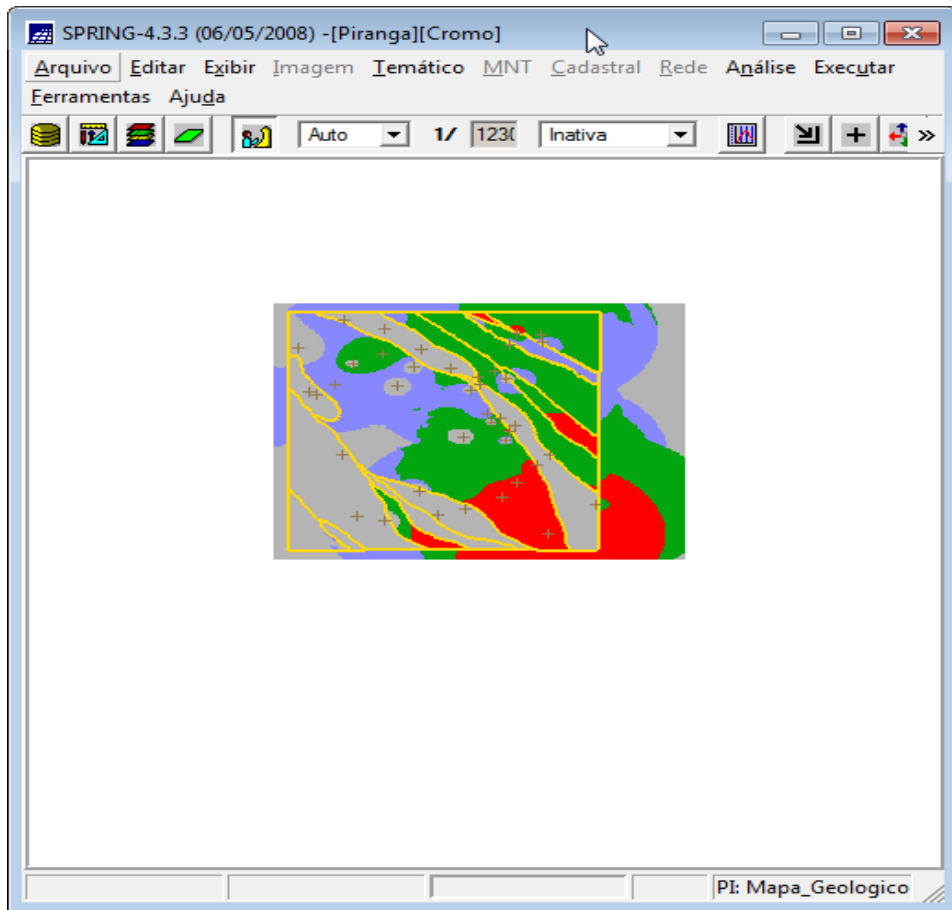 SPRING-4.3.3 (06/05/2008) -[Piranga][Cromo]
Arquivo Editar Exibir Imagem Temático MNT Cadastral Rede Análise Executar
Ferramentas Ajuda
Auto 1/ Inativa »
PI: Mapa_Geologico